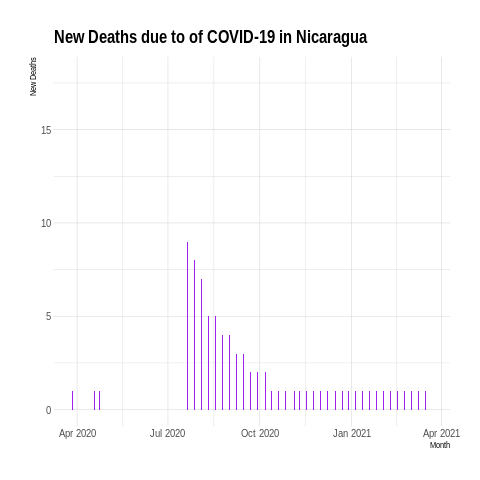 New Deaths due to of COVID-19 in Nicaragua
New Deaths
15
10
5
0
Apr 2020 Jul 2020 Oct 2020 Jan 2021 Apr 2021
Month